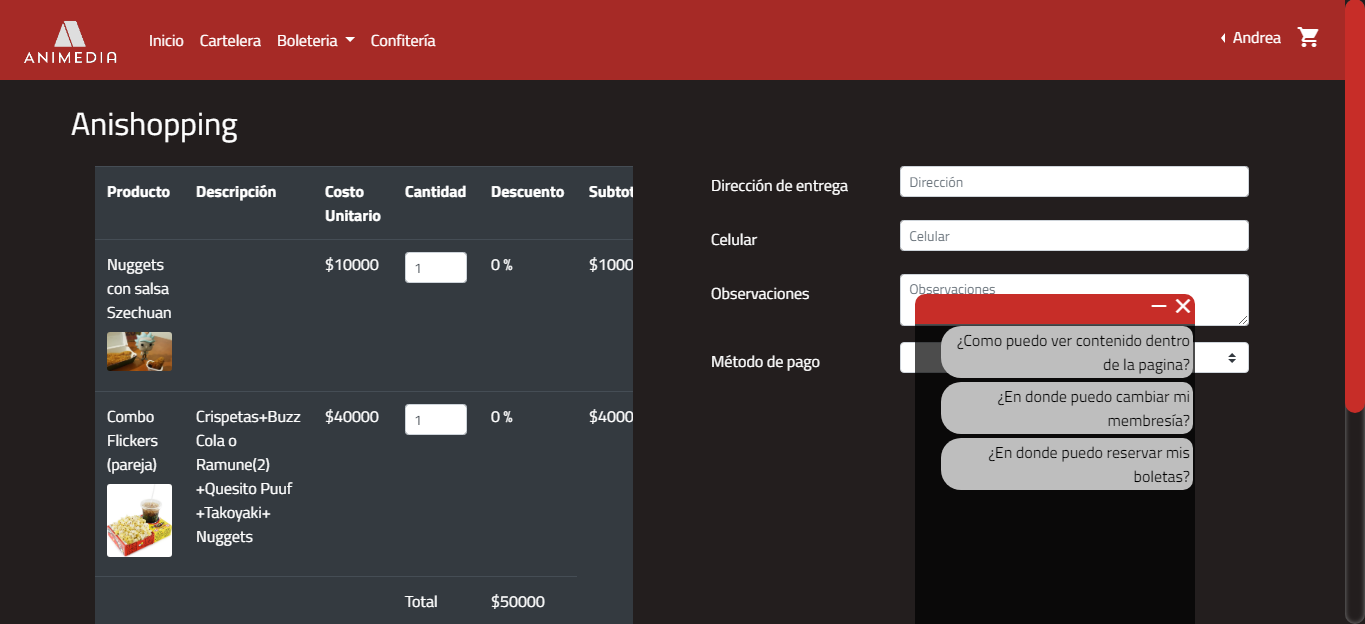 ANIMEDIA
Inicio Cartelera Boleteria Confitería
Andrea
Anishopping
Producto Descripción Costo Unitario Cantidad Descuento Subtot
Nuggets
con salsa
Szechuan
$10000
1
0 %
$1000
Combo
Flickers
(pareja)
Crispetas+Buzz
Cola o
Ramune(2)
+Quesito Puuf
+Takoyaki+
Nuggets
$40000
1
0 %
$4000
Total $50000
Dirección de entrega
Dirección
Celular
Celular
Observaciones
Observaciones
Método de pago
¿Como puedo ver contenido dentro
de la pagina?
¿En donde puedo cambiar mi
membresía?
¿En donde puedo reservar mis
boletas?